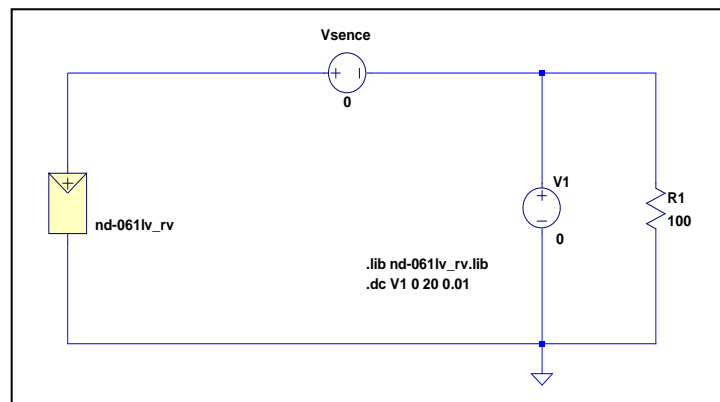 Vsence
+ −
0
+
nd-061lv_rv
V1
+
−
0
R1
100
.lib nd-061lv_rv.lib
.dc V1 0 20 0.01